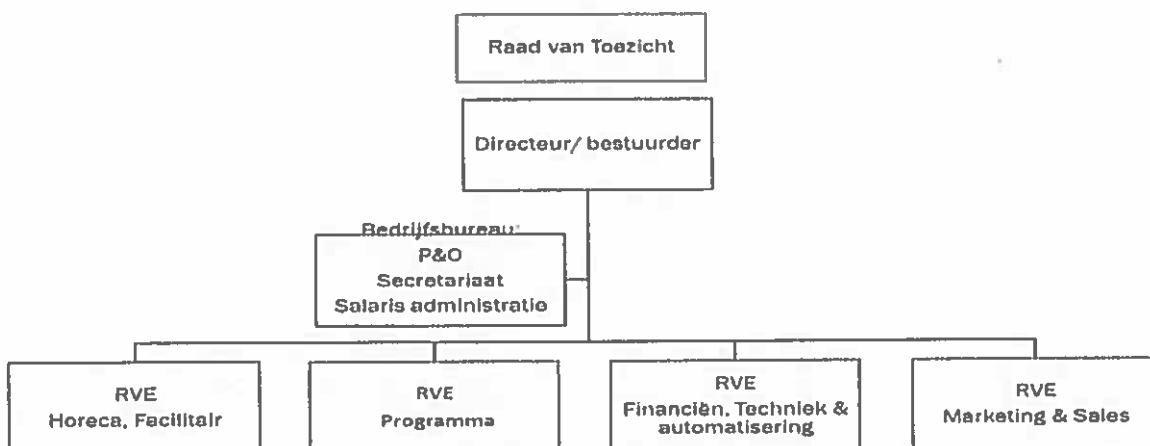 Raad van Toezicht
Directeur/ bestuurder
Bedrijfsbureau:
P&O
Secretariaat
Salaris administratie
RVE
Horeca, Facilitair
RVE
Programma
RVE
Financiën, Techniek &
automatisering
RVE
Marketing & Sales